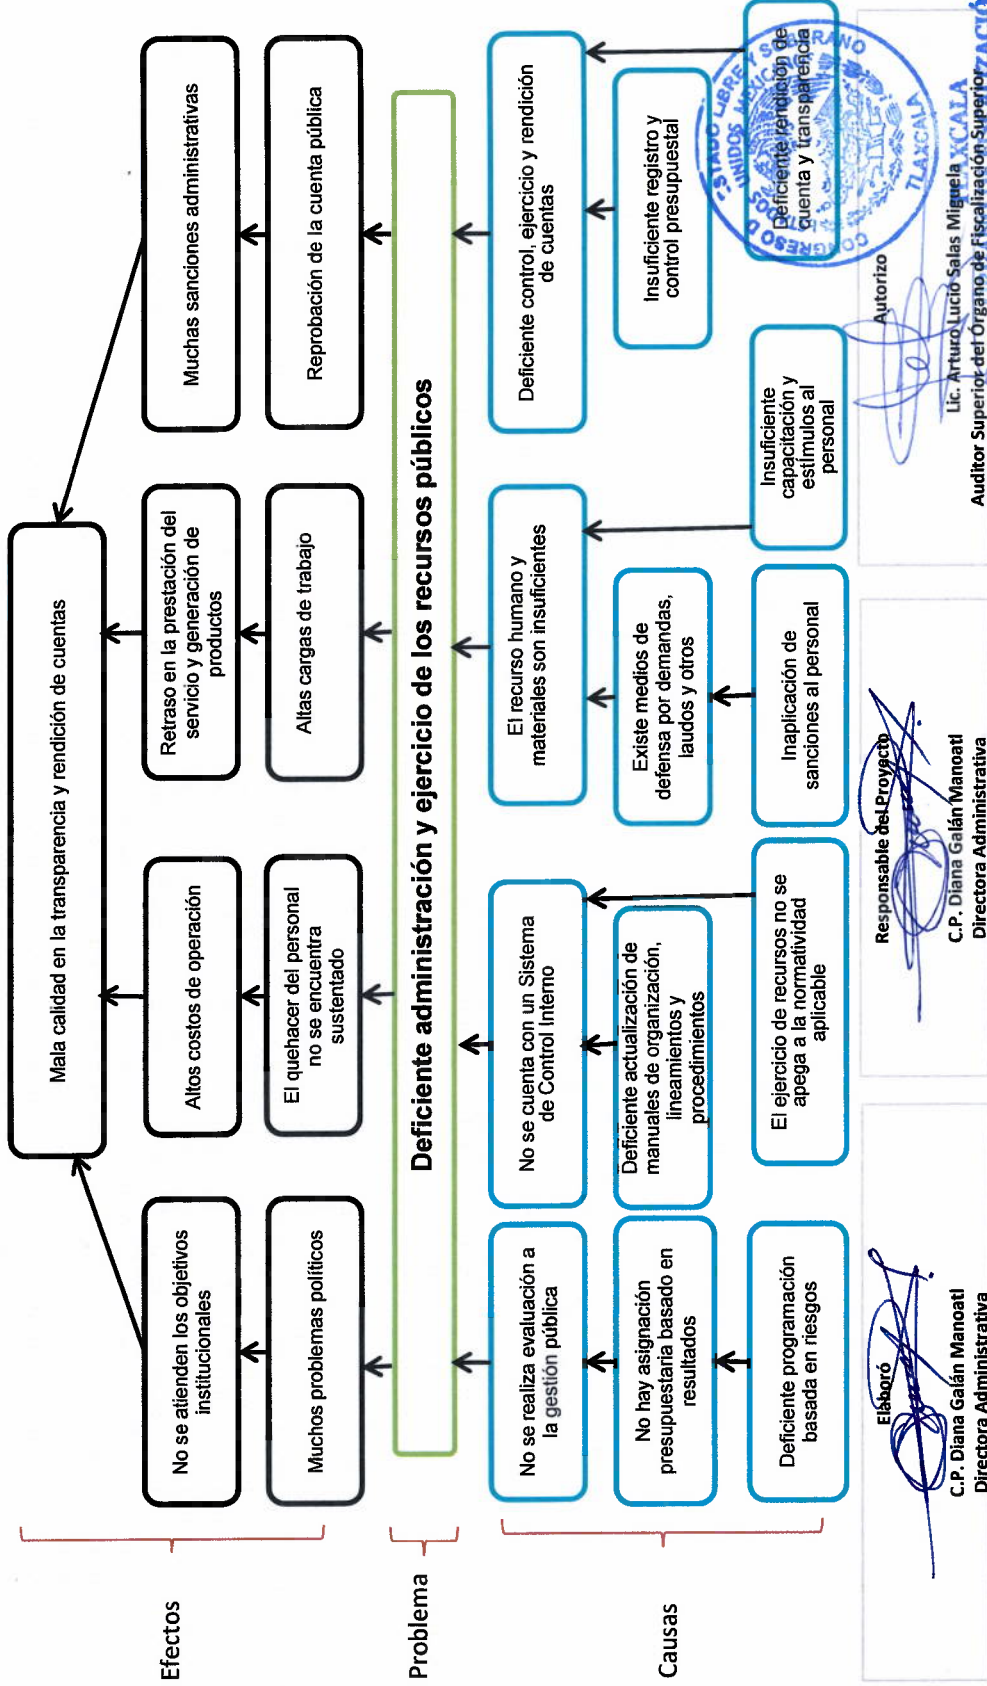 Efectos
Mala calidad en la transparencia y rendición de cuentas
No se atienden los objetivos
institucionales
Altos costos de operación
Retraso en la prestación del
servicio y generación de
productos
Muchas sanciones administrativas
Muchos problemas políticos
El quehacer del personal
no se encuentra
sustentado
Altas cargas de trabajo
Reprobación de la cuenta pública
Problema
Deficiente administración y ejercicio de los recursos públicos
Causas
No se realiza evaluación a
la gestión pública
No se cuenta con un Sistema
de Control Interno
El recurso humano y
materiales son insuficientes
Deficiente control, ejercicio y rendición
de cuentas
No hay asignación
presupuestaria basado en
resultados
Deficiente actualización de
manuales de organización,
lineamientos y
procedimientos
Existe medios de
defensa por demandas,
laudos y otros
Insuficiente registro y
control presupuestal
Deficiente programación
basada en riesgos
El ejercicio de recursos no se
apega a la normatividad
aplicable
Inaplicación de
sanciones al personal
Insuficiente
capacitación y
estímulos al
personal
Deficiente rendición de
cuenta y transparencia
ESTADO LIBRE Y SOBERANO
UNIDOS MEXICANOS
CONGRESO D
TLAXCALA
Elaboró
C.P. Diana Galán Manoatl
Directora Administrativa
Responsable del Proyecto
C.P. Diana Galán Manoatl
Directora Administrativa
Autorizo
Lic. Arturo Lucio Salas Miguela
Auditor Superior del Órgano de Fiscalización Superior